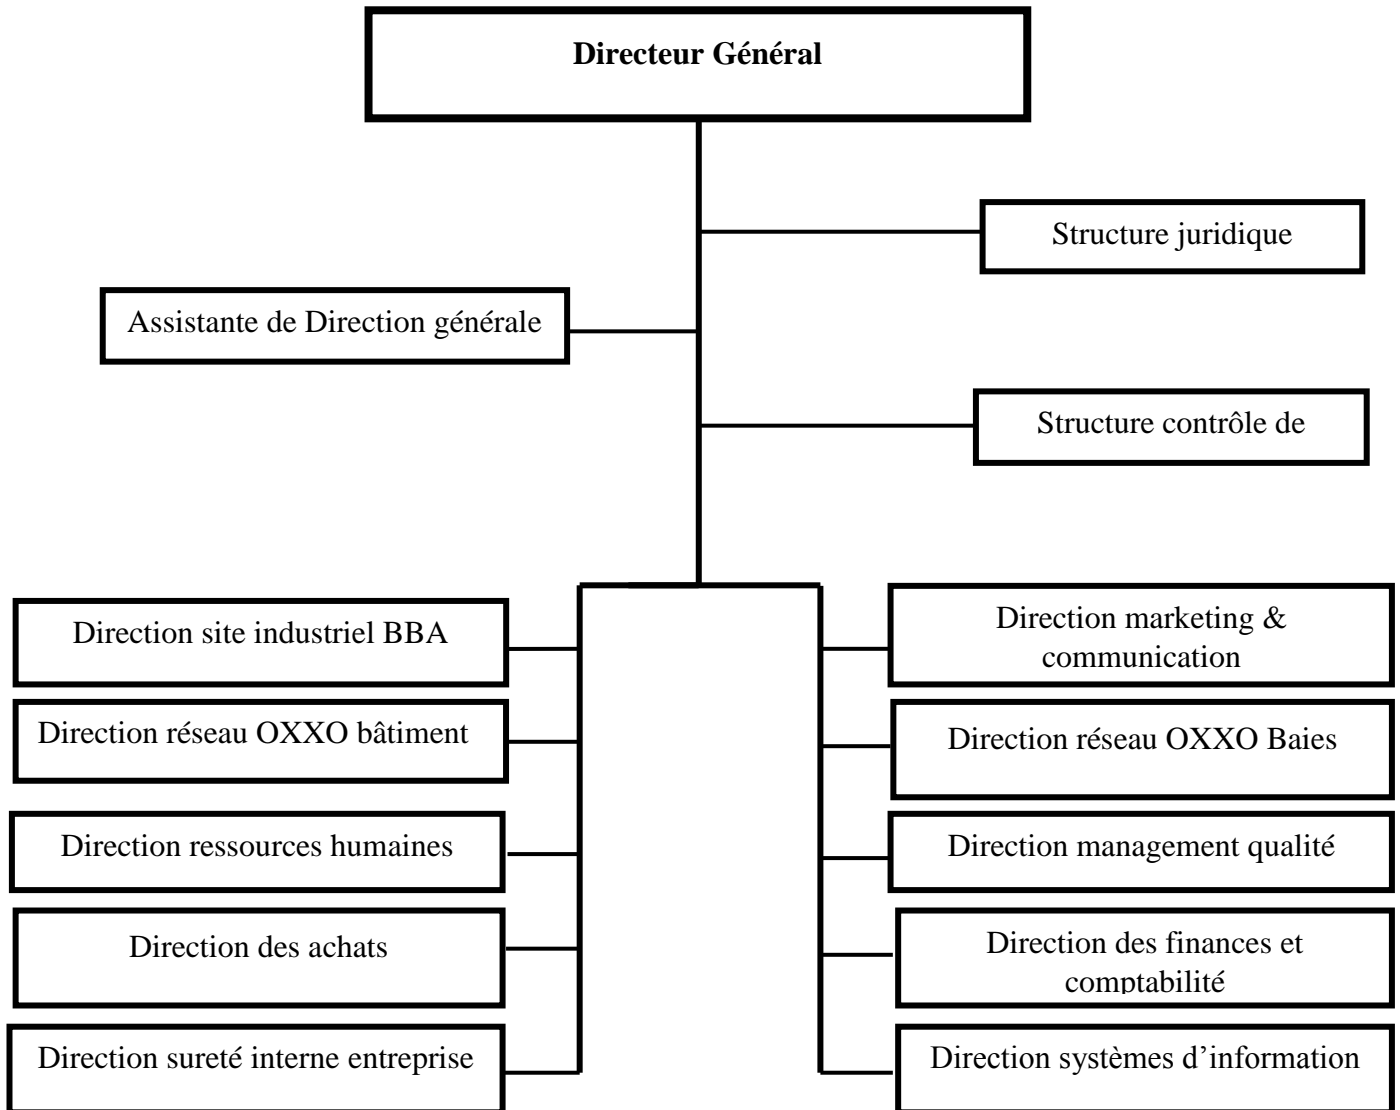 Directeur Général
Structure juridique
Assistante de Direction générale
Structure contrôle de
Direction site industriel BBA
Direction marketing &
communication
Direction réseau OXXO bâtiment
Direction réseau OXXO Baies
Direction ressources humaines
Direction management qualité
Direction des achats
Direction des finances et
comptabilité
Direction sureté interne entreprise
Direction systèmes d’information